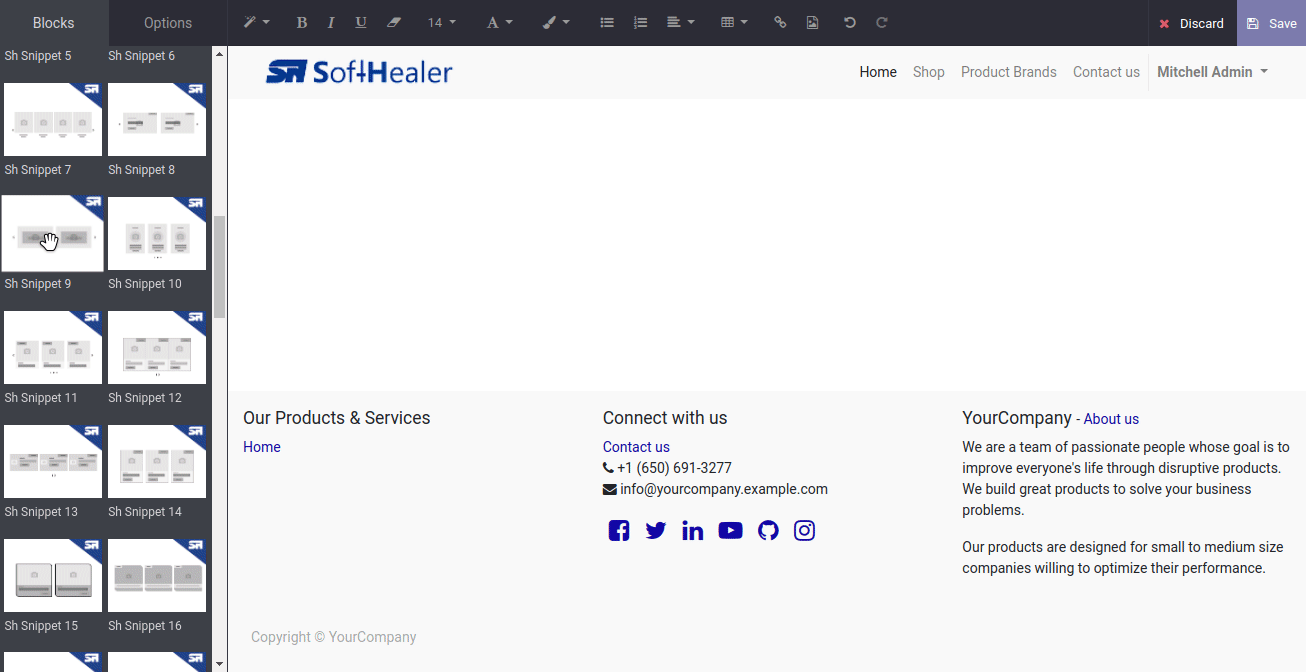 Blocks
Options
B I U
14
A
Discard
Save
Sh Snippet 5
Sh Snippet 6
Sh Snippet 7
Sh Snippet 8
Sh Snippet 9
Sh Snippet 10
Sh Snippet 11
Sh Snippet 12
Sh Snippet 13
Sh Snippet 14
Sh Snippet 15
Sh Snippet 16
SoftHealer
Home
Shop
Product Brands
Contact us
Mitchell Admin
Our Products & Services
Home
Connect with us
Contact us
+1 (650) 691-3277
info@yourcompany.example.com
YourCompany - About us
We are a team of passionate people whose goal is to
improve everyone's life through disruptive products.
We build great products to solve your business
problems.
Our products are designed for small to medium size
companies willing to optimize their performance.
Copyright © YourCompany